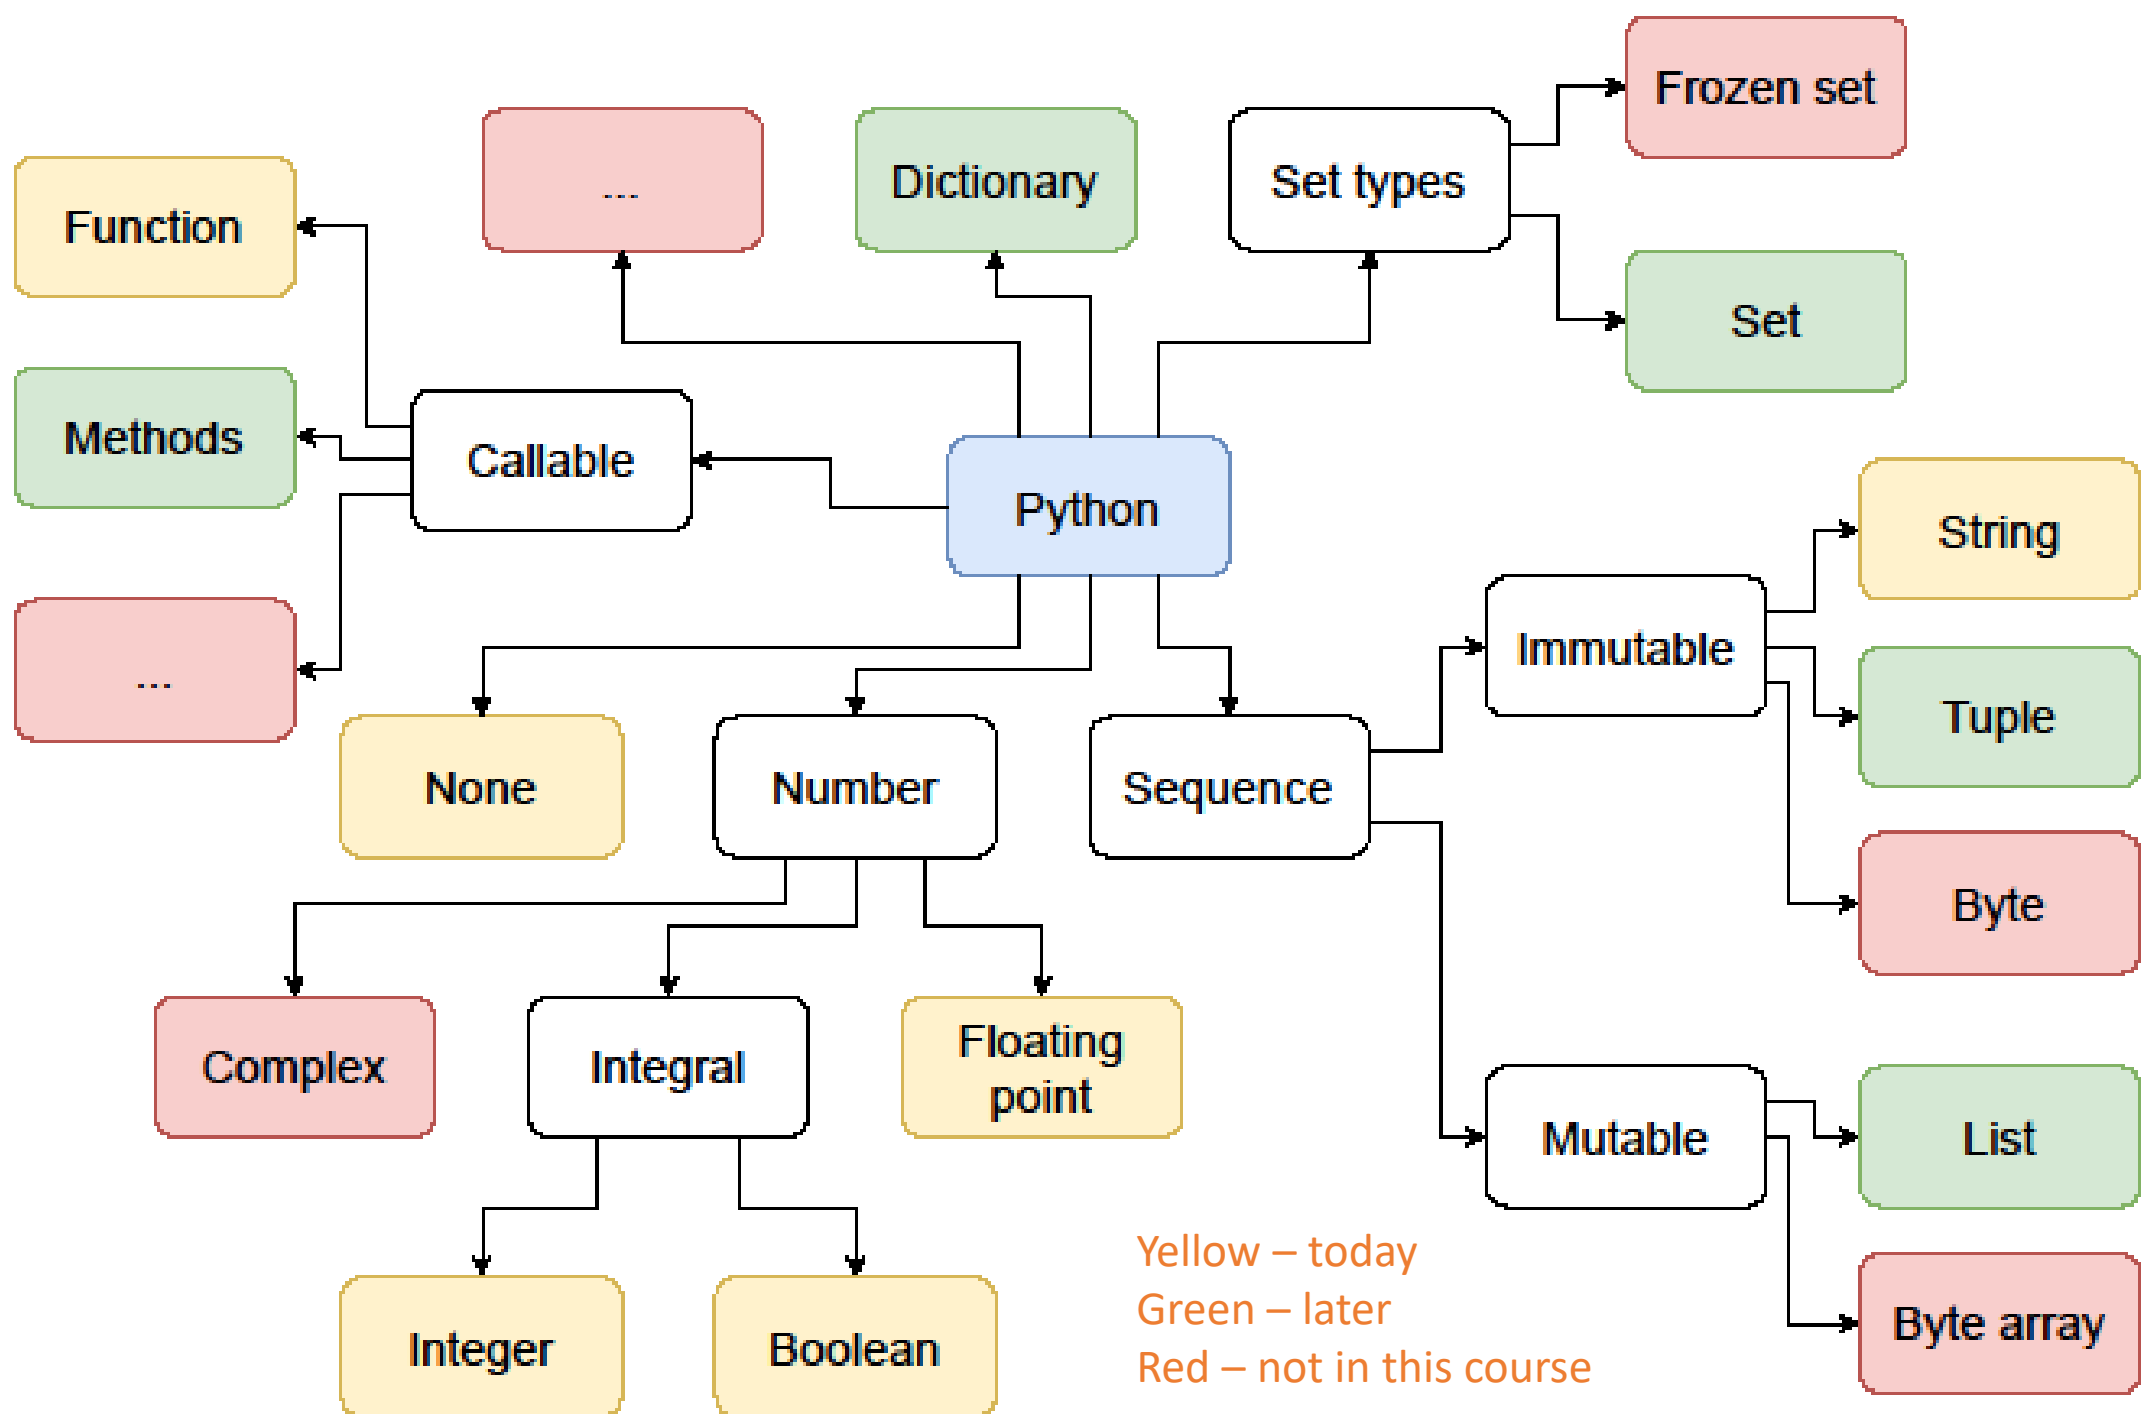 Frozen set
... Dictionary Set types
Function
Set
Methods
Callable
Python
String
Immutable
...
Tuple
None Number Sequence
Byte
Floating
point
Complex Integral
Mutable List
Yellow – today
Green – later
Red – not in this course
Byte array
Integer Boolean